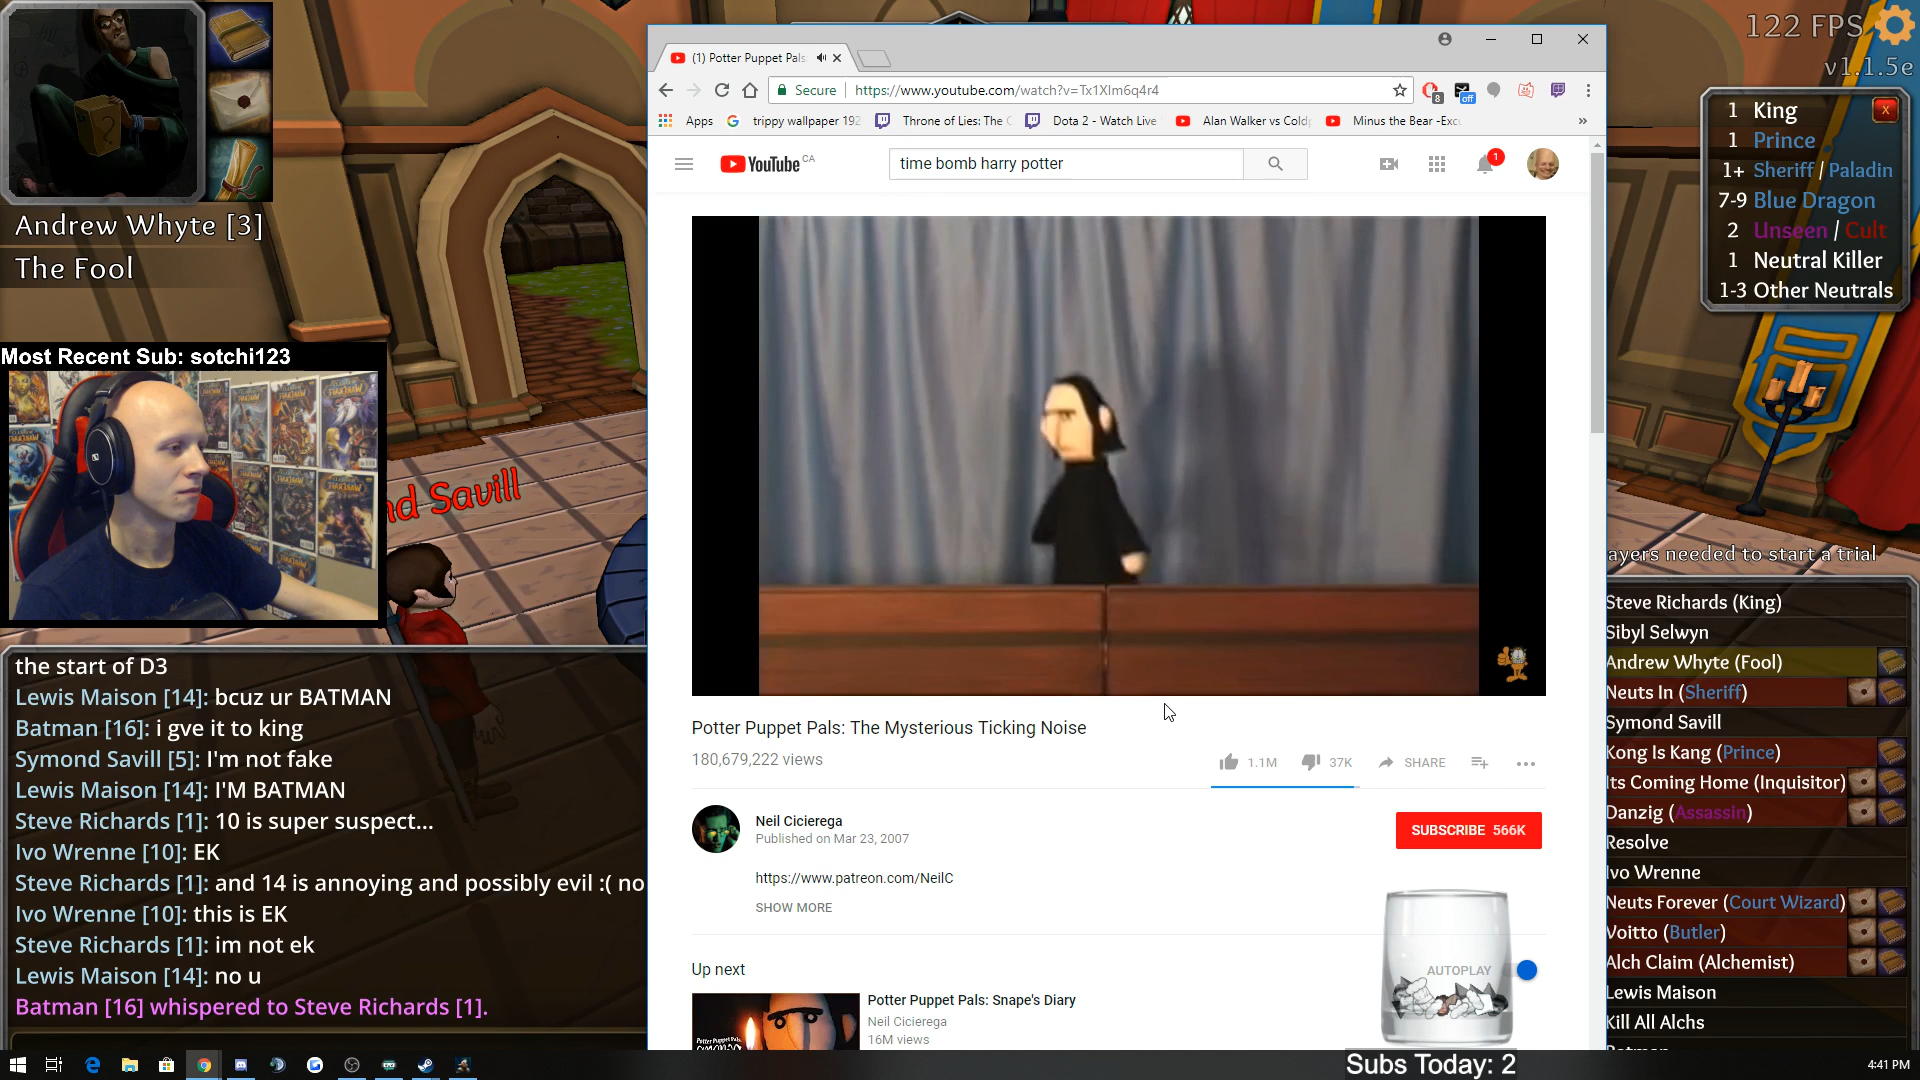 Andrew Whyte [3]
The Fool
Most Recent Sub: sotchi123
nd Savill
the start of D3
Lewis Maison [14]: bcuz ur BATMAN
Batman [16]: i gve it to king
Symond Savill [5]: I'm not fake
Lewis Maison [14]: I'M BATMAN
Steve Richards [1]: 10 is super suspect...
Ivo Wrenne [10]: EK
Steve Richards [1]: and 14 is annoying and possibly evil :( no
Ivo Wrenne [10]: this is EK
Steve Richards [1]: im not ek
Lewis Maison [14]: no u
Batman [16] whispered to Steve Richards [1].
(1) Potter Puppet Pals
Secure https://www.youtube.com/watch?v=Tx1XIm6q4r4
8
off
Apps
trippy wallpaper 192
Throne of Lies: The
Dota 2 - Watch Live
Alan Walker vs Coldp
Minus the Bear -Exc
YouTube CA
time bomb harry potter
1
Potter Puppet Pals: The Mysterious Ticking Noise
180,679,222 views
1.1M
37K
SHARE
Neil Cicierega
Published on Mar 23, 2007
SUBSCRIBE 566K
https://www.patreon.com/NeilC
SHOW MORE
Up next
AUTOPLAY
Potter Puppet Pals: Snape's Diary
Neil Cicierega
16M views
122 FPS
v1.1.5e
1 King
X
1 Prince
1+ Sheriff / Paladin
7-9 Blue Dragon
2 Unseen / Cult
1 Neutral Killer
1-3 Other Neutrals
ayers needed to start a trial
Steve Richards (King)
Sibyl Selwyn
Andrew Whyte (Fool)
Neuts In (Sheriff)
Symond Savill
Kong Is Kang (Prince)
Its Coming Home (Inquisitor)
Danzig (Assassin)
Resolve
Ivo Wrenne
Neuts Forever (Court Wizard)
Voitto (Butler)
Alch Claim (Alchemist)
Lewis Maison
Kill All Alchs
Batman
Subs Today: 2
4:41 PM